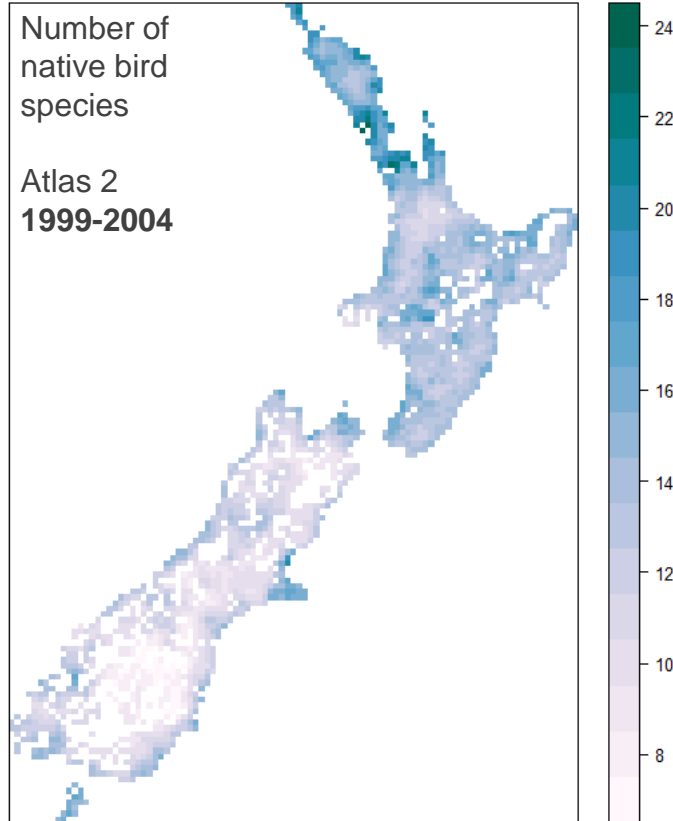 Number of
native bird
species
Atlas 2
1999-2004
24
22
20
18
16
14
12
10
8